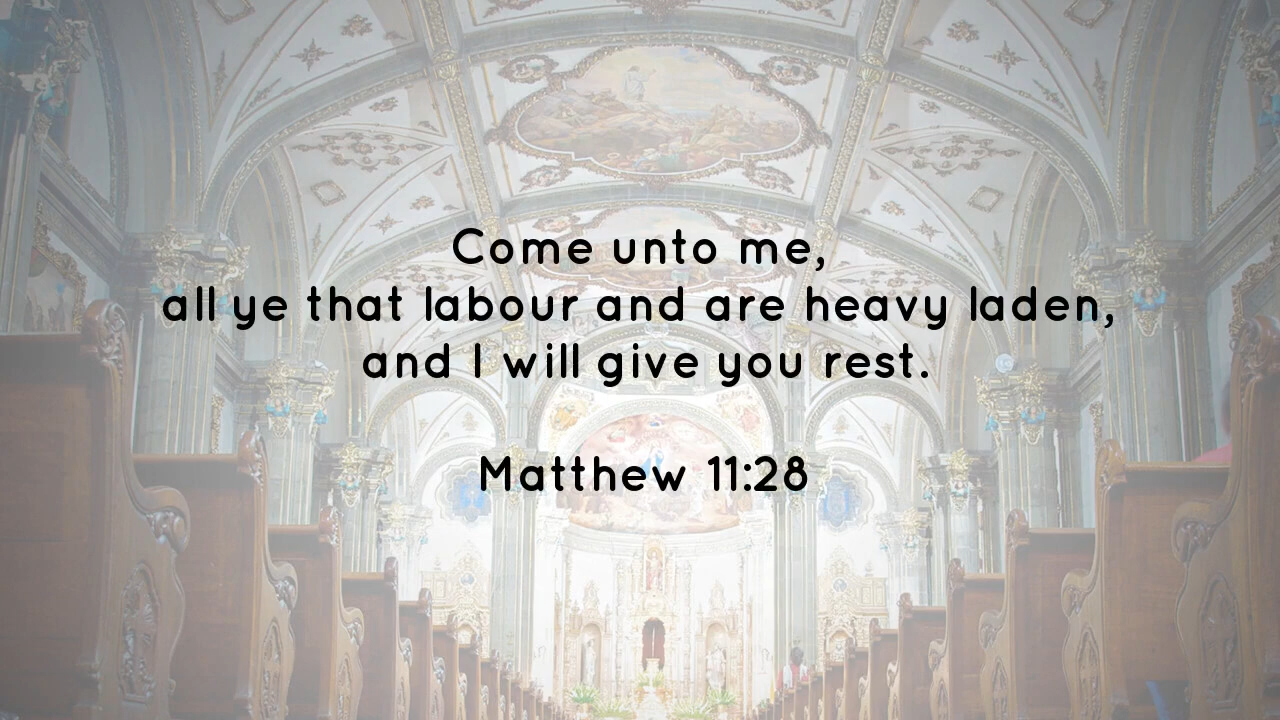 Come unto me,
all ye that labour and are heavy laden,
and I will give you rest.
Matthew 11:28